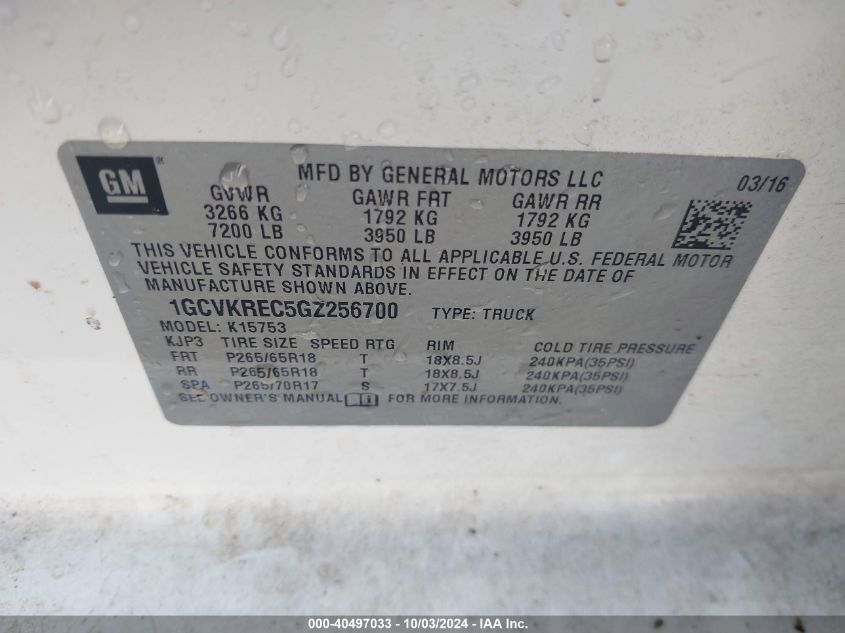 GM ®
MFD BY GENERAL MOTORS LLC
03/16
GVWR GAWR FRT GAWR RR
3266 KG 1792 KG 1792 KG
7200 LB 3950 LB 3950 LB
THIS VEHICLE CONFORMS TO ALL APPLICABLE U.S. FEDERAL MOTOR
VEHICLE SAFETY STANDARDS IN EFFECT ON THE DATE OF
MANUFACTURE SHOWN ABOVE.
1GCVKREC5GZ256700 TYPE: TRUCK
MODEL: K15753
KJP3 TIRE SIZE SPEED RTG RIM COLD TIRE PRESSURE
FRT P265/65R18 T 18X8.5J 240KPA(35PSI)
RR P265/65R18 T 18X8.5J 240KPA(35PSI)
SPA P265/70R17 S 17X7.5J 240KPA(35PSI)
SEE OWNER'S MANUAL FOR MORE INFORMATION.
000-40497033 - 10/03/2024 - IAA Inc.